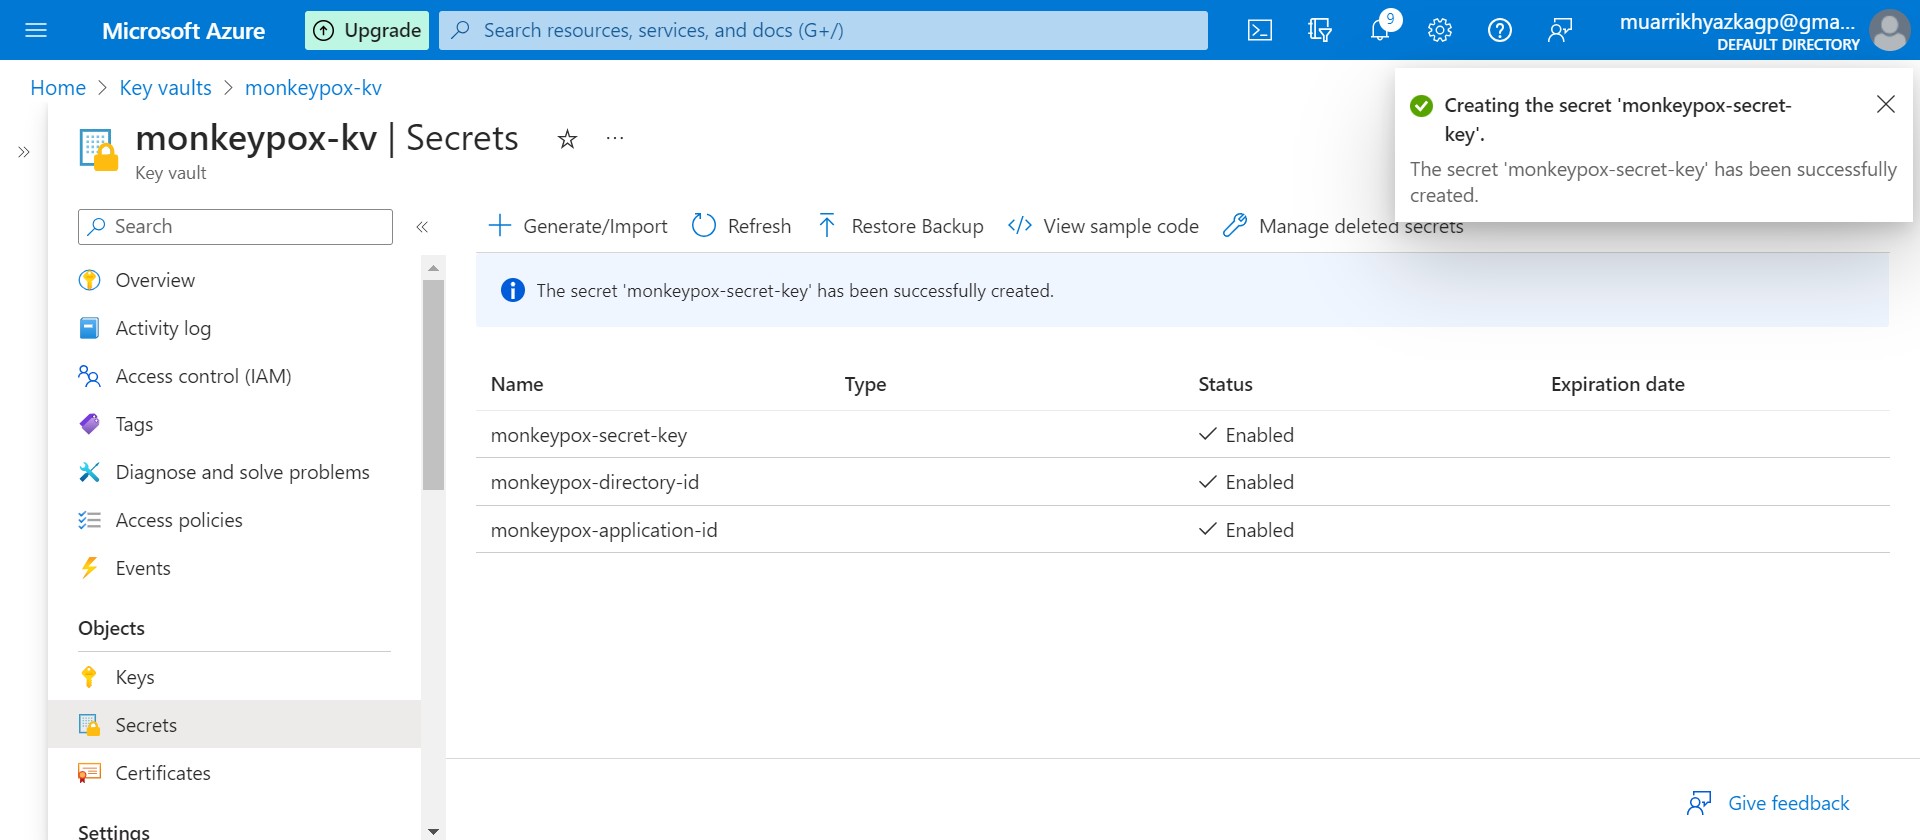 Microsoft Azure
Upgrade
Search resources, services, and docs (G+/)
9
muarrikhyazkagp@gma...
DEFAULT DIRECTORY
Home > Key vaults > monkeypox-kv
monkeypox-kv | Secrets
Key vault
Creating the secret 'monkeypox-secret-
key'.
The secret 'monkeypox-secret-key' has been successfully
created.
Search
Overview
Activity log
Access control (IAM)
Tags
Diagnose and solve problems
Access policies
Events
Objects
Keys
Secrets
Certificates
Settings
Generate/Import Refresh Restore Backup View sample code Manage deleted secrets
The secret 'monkeypox-secret-key' has been successfully created.
Name Type Status Expiration date
monkeypox-secret-key Enabled
monkeypox-directory-id Enabled
monkeypox-application-id Enabled
Give feedback